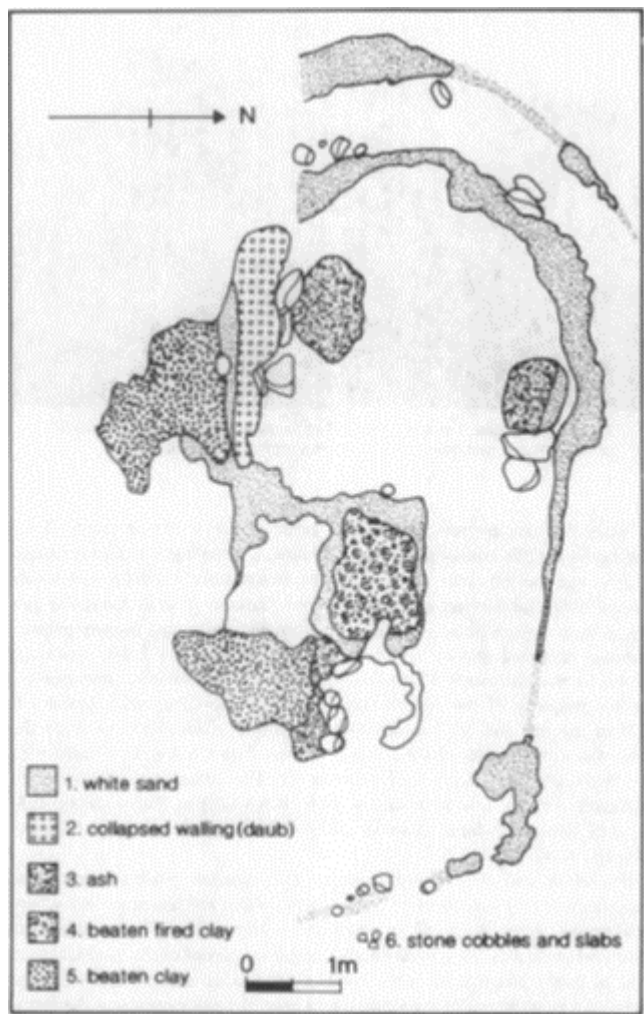 N
1. white sand
2. collapsed walling (daub)
3. ash
4. beaten fired clay
5. beaten clay
6. stone cobbles and slabs
0 1m